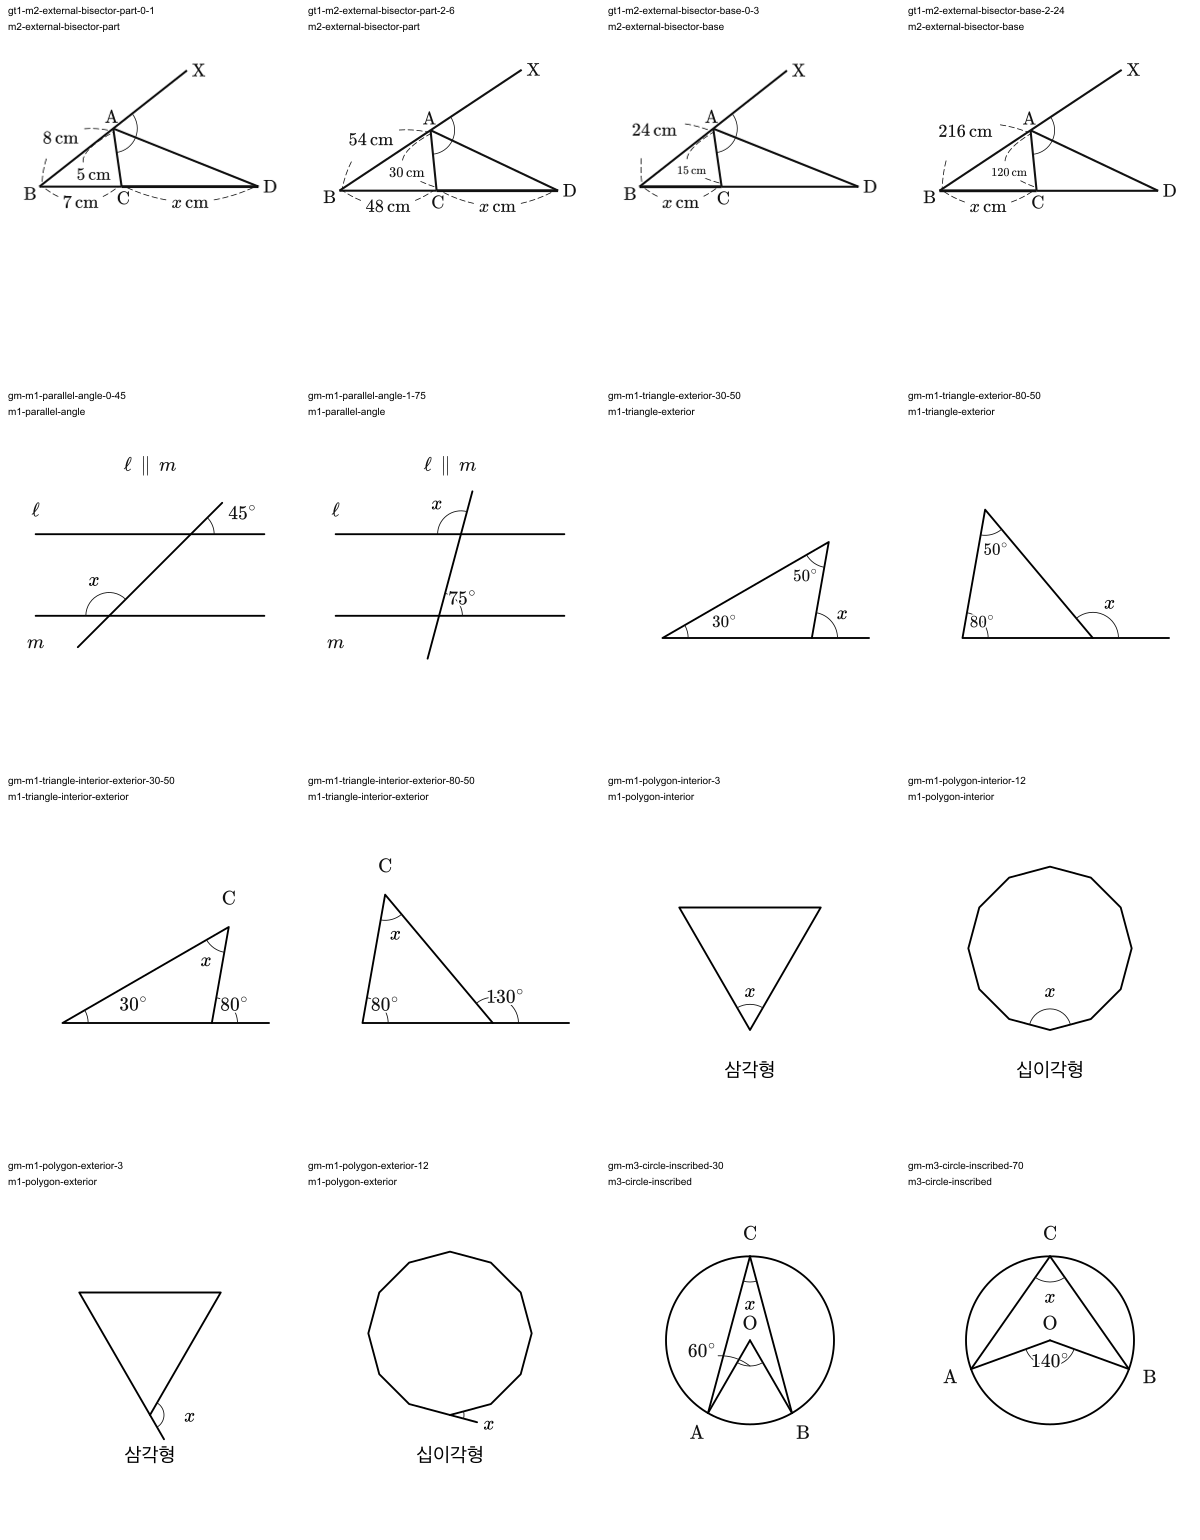 gt1-m2-external-bisector-part-0-1
m2-external-bisector-part
X
A
8 cm
5 cm
B
7 cm
C
x cm
D
gt1-m2-external-bisector-part-2-6
m2-external-bisector-part
X
A
54 cm
30 cm
B
48 cm
C
x cm
D
gt1-m2-external-bisector-base-0-3
m2-external-bisector-base
X
A
24 cm
15 cm
B
x cm
C
D
gt1-m2-external-bisector-base-2-24
m2-external-bisector-base
X
A
216 cm
120 cm
B
x cm
C
D
gm-m1-parallel-angle-0-45
m1-parallel-angle
ℓ ∥ m
ℓ
45°
x
m
gm-m1-parallel-angle-1-75
m1-parallel-angle
ℓ ∥ m
x
ℓ
75°
m
gm-m1-triangle-exterior-30-50
m1-triangle-exterior
50°
30°
x
gm-m1-triangle-exterior-80-50
m1-triangle-exterior
50°
x
80°
gm-m1-triangle-interior-exterior-30-50
m1-triangle-interior-exterior
C
x
30°
80°
gm-m1-triangle-interior-exterior-80-50
m1-triangle-interior-exterior
C
x
80°
130°
gm-m1-polygon-interior-3
m1-polygon-interior
x
삼각형
gm-m1-polygon-interior-12
m1-polygon-interior
x
십이각형
gm-m1-polygon-exterior-3
m1-polygon-exterior
x
삼각형
gm-m1-polygon-exterior-12
m1-polygon-exterior
x
십이각형
gm-m3-circle-inscribed-30
m3-circle-inscribed
C
x
O
60°
A
B
gm-m3-circle-inscribed-70
m3-circle-inscribed
C
x
O
140°
A
B